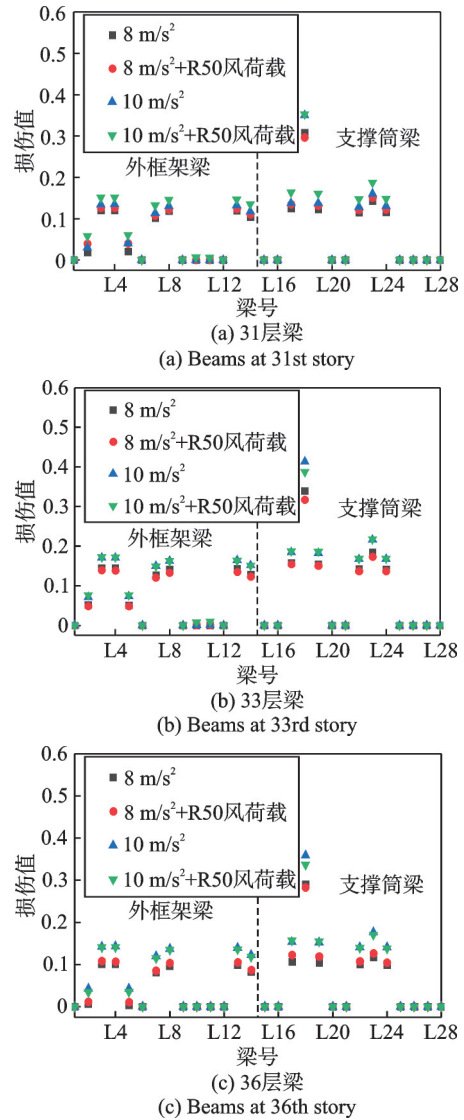 0.6
0.5
0.4
0.3
0.2
0.1
0
损伤值
8 m/s²
8 m/s²+R50风荷载
10 m/s²
10 m/s²+R50风荷载
外框架梁
支撑筒梁
L4 L8 L12 L16 L20 L24 L28
梁号
(a) 31层梁
(a) Beams at 31st story
0.6
0.5
0.4
0.3
0.2
0.1
0
损伤值
8 m/s²
8 m/s²+R50风荷载
10 m/s²
10 m/s²+R50风荷载
外框架梁
支撑筒梁
L4 L8 L12 L16 L20 L24 L28
梁号
(b) 33层梁
(b) Beams at 33rd story
0.6
0.5
0.4
0.3
0.2
0.1
0
损伤值
8 m/s²
8 m/s²+R50风荷载
10 m/s²
10 m/s²+R50风荷载
外框架梁
支撑筒梁
L4 L8 L12 L16 L20 L24 L28
梁号
(c) 36层梁
(c) Beams at 36th story